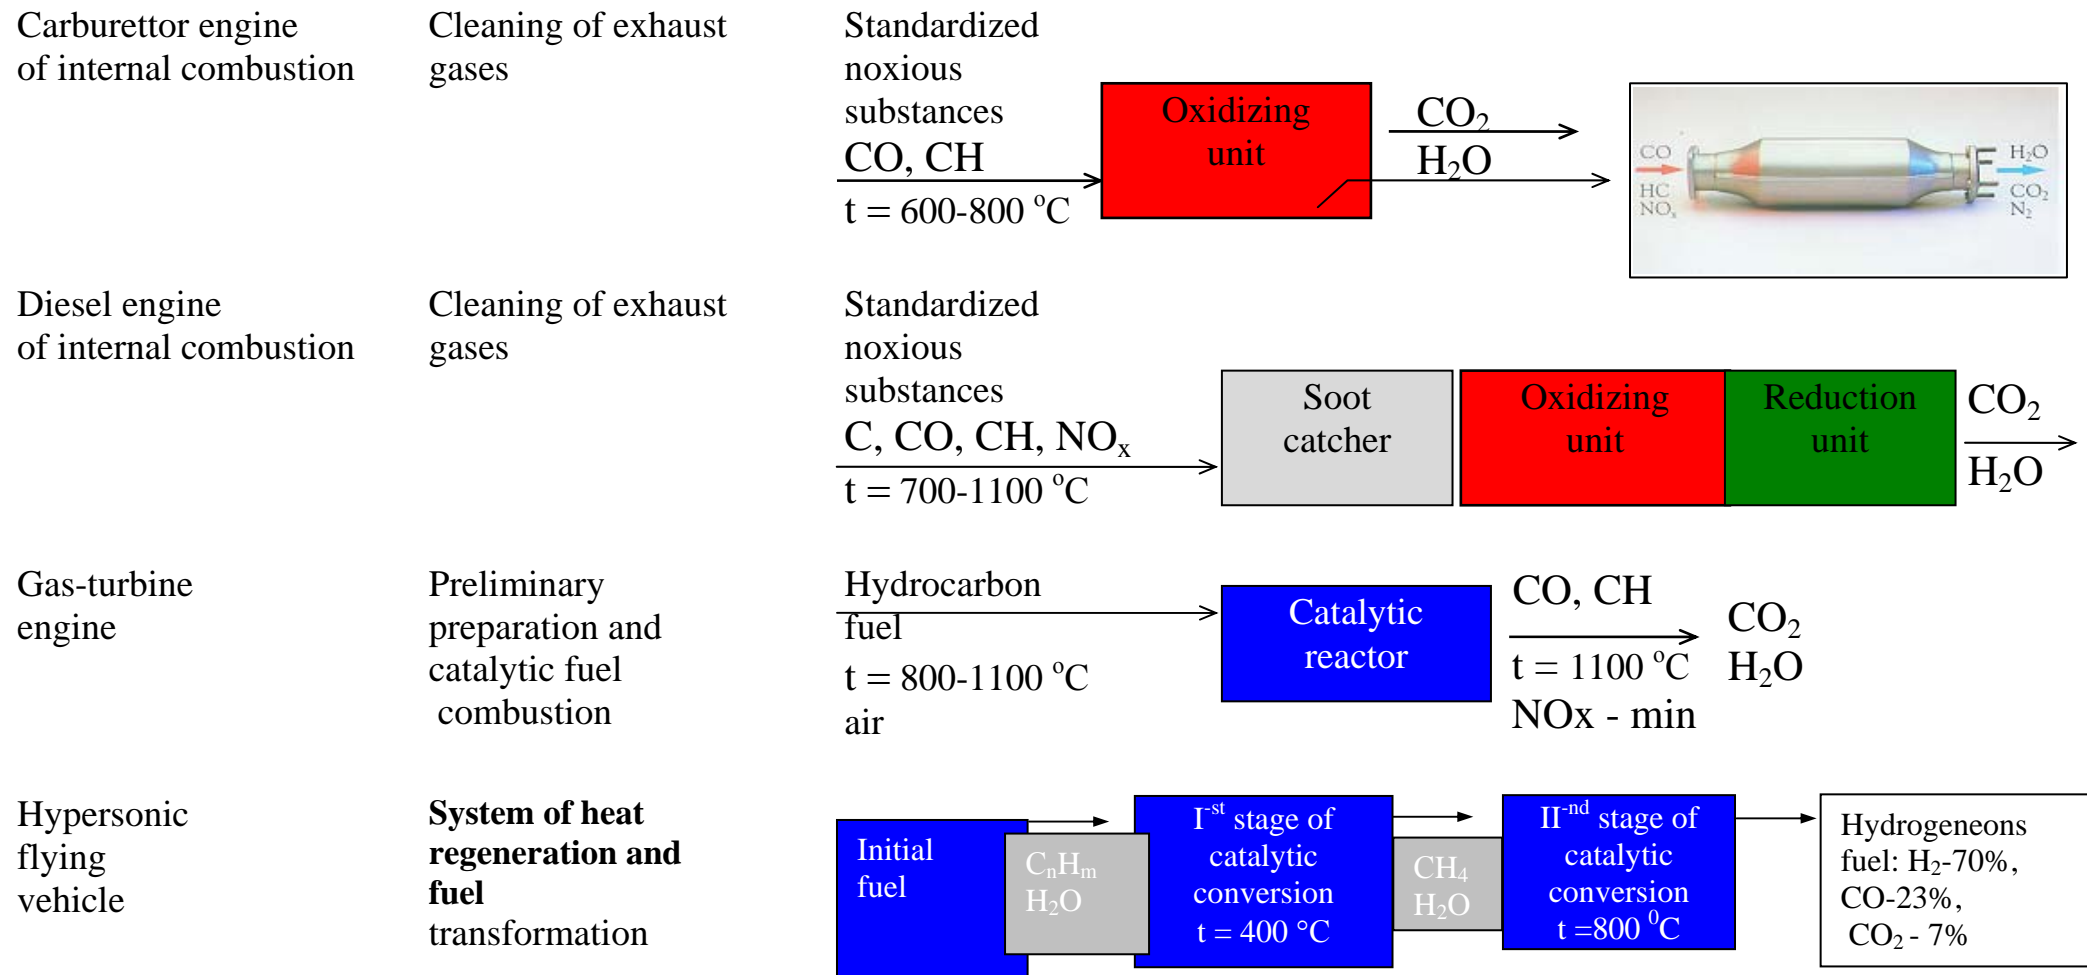 Carburettor engine
of internal combustion
Cleaning of exhaust
gases
Standardized
noxious
substances
CO, CH
t = 600-800 °C
Oxidizing
unit
CO₂
H₂O
CO
HC
NOₓ
H₂O
CO₂
N₂
Diesel engine
of internal combustion
Cleaning of exhaust
gases
Standardized
noxious
substances
C, CO, CH, NOₓ
t = 700-1100 °C
Soot
catcher
Oxidizing
unit
Reduction
unit
CO₂
H₂O
Gas-turbine
engine
Preliminary
preparation and
catalytic fuel
combustion
Hydrocarbon
fuel
t = 800-1100 °C
air
Catalytic
reactor
CO, CH
t = 1100 °C
NOx - min
CO₂
H₂O
Hypersonic
flying
vehicle
System of heat
regeneration and
fuel
transformation
Initial
fuel
CₙHₘ
H₂O
I⁻ˢᵗ stage of
catalytic
conversion
t = 400 °C
CH₄
H₂O
II⁻ⁿᵈ stage of
catalytic
conversion
t =800 ⁰C
Hydrogeneons
fuel: H₂-70%,
CO-23%,
CO₂ - 7%